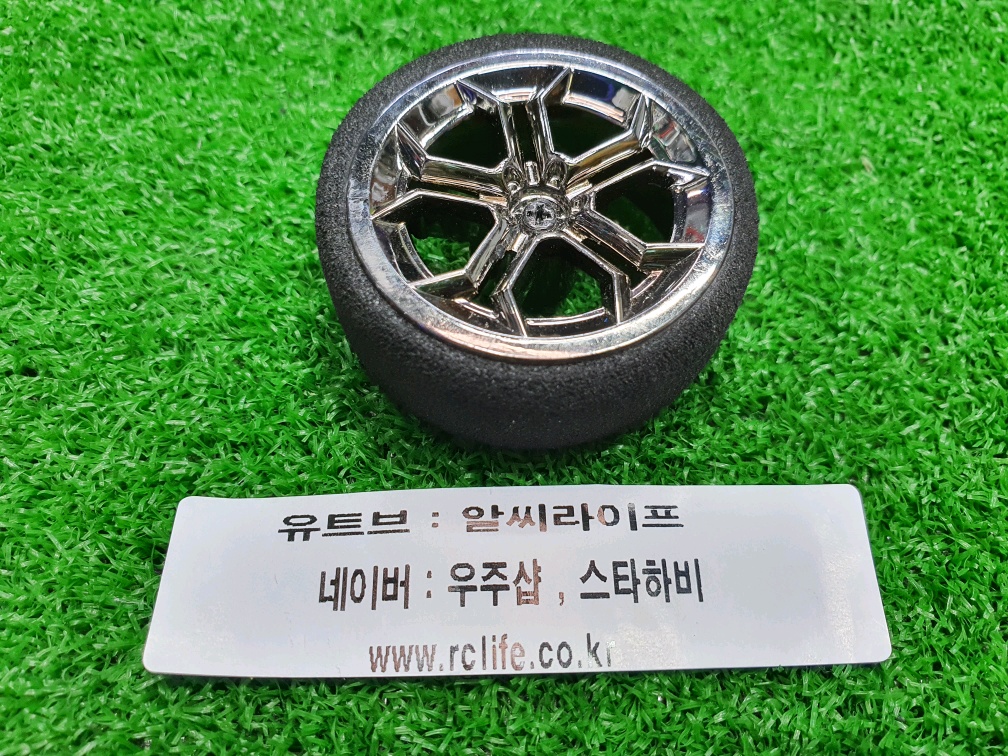 유트브 : 알씨라이프
네이버 : 우주샵 , 스타하비
www.rclife.co.kr